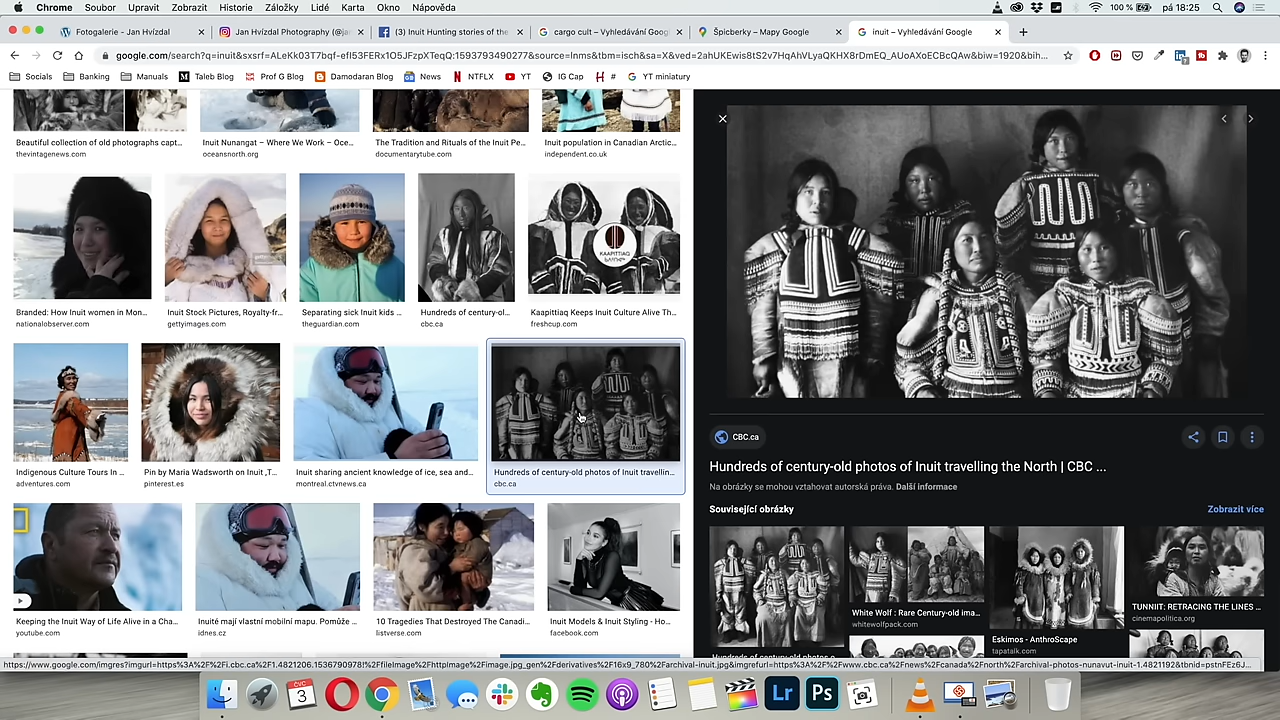 Chrome Soubor Upravit Zobrazit Historie Záložky Lidé Karta Okno Nápověda 100 % pá 18:25
Fotogalerie - Jan Hvízdal
Jan Hvízdal Photography (@ja
(3) Inuit Hunting stories of the
cargo cult – Vyhledávání Goog
Špicberky – Mapy Google
inuit – Vyhledávání Google
Socials Banking Manuals Taleb Blog Prof G Blog Damodaran Blog News NTFLX YT IG Cap # YT miniatury
Beautiful collection of old photographs capt...
thevintagenews.com
Inuit Nunangat – Where We Work – Oce...
oceansnorth.org
The Tradition and Rituals of the Inuit Pe...
documentarytube.com
Inuit population in Canadian Arctic...
independent.co.uk
KAAPITTIAQ
Branded: How Inuit women in Mon...
nationalobserver.com
Inuit Stock Pictures, Royalty-fr...
gettyimages.com
Separating sick Inuit kids ...
theguardian.com
Hundreds of century-ol...
cbc.ca
Kaapittiaq Keeps Inuit Culture Alive Th...
freshcup.com
Indigenous Culture Tours In ...
adventures.com
Pin by Maria Wadsworth on Inuit „T...
pinterest.es
Inuit sharing ancient knowledge of ice, sea and...
montreal.ctvnews.ca
Hundreds of century-old photos of Inuit travellin...
cbc.ca
Keeping the Inuit Way of Life Alive in a Cha...
youtube.com
Inuité mají vlastní mobilní mapu. Pomůže ...
idnes.cz
10 Tragedies That Destroyed The Canadi...
listverse.com
Inuit Models & Inuit Styling - Ho...
facebook.com
CBC.ca
Hundreds of century-old photos of Inuit travelling the North | CBC ...
Na obrázky se mohou vztahovat autorská práva. Další informace
Související obrázky
Zobrazit více
White Wolf : Rare Century-old ima...
whitewolfpack.com
Eskimos - AnthroScape
tapatalk.com
TUNNIIT: RETRACING THE LINES ...
cinemapolitica.org
ČVC
3
Lr
Ps